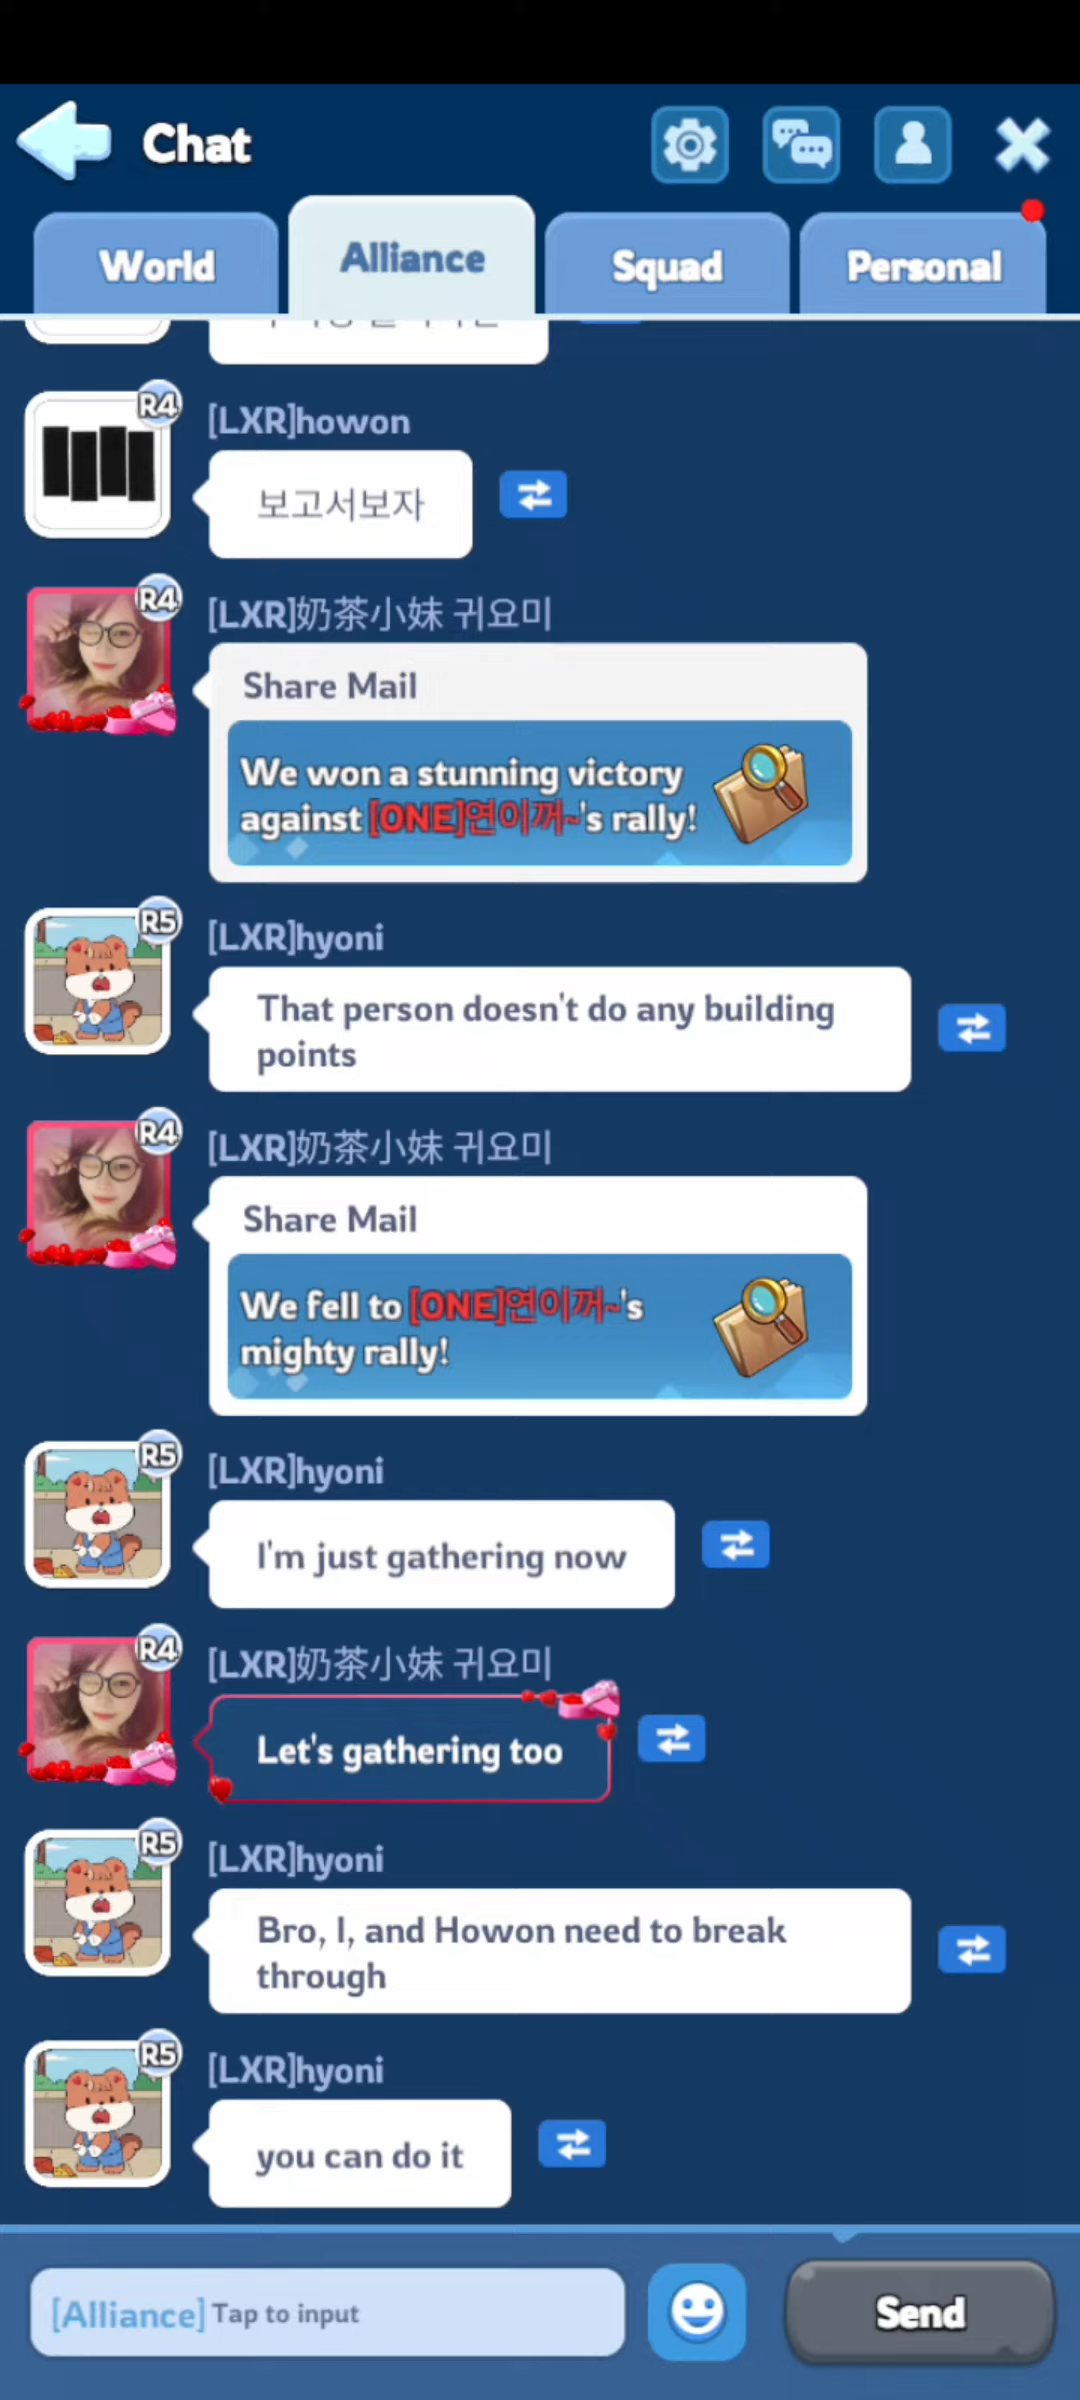 Chat
World
Alliance
Squad
Personal
R4
[LXR]howon
보고서보자
R4
[LXR]奶茶小妹 귀요미
Share Mail
We won a stunning victory
against [ONE]연이꺼~'s rally!
R5
[LXR]hyoni
That person doesn't do any building
points
R4
[LXR]奶茶小妹 귀요미
Share Mail
We fell to [ONE]연이꺼~'s
mighty rally!
R5
[LXR]hyoni
I'm just gathering now
R4
[LXR]奶茶小妹 귀요미
Let's gathering too
R5
[LXR]hyoni
Bro, I, and Howon need to break
through
R5
[LXR]hyoni
you can do it
[Alliance] Tap to input
Send